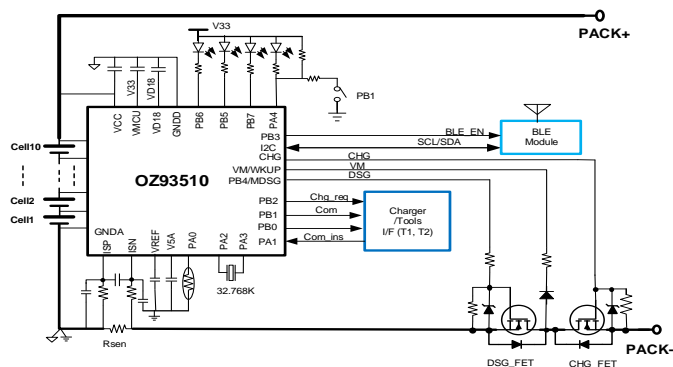 V33
PACK+
PB1
V33
VD18
VCC
VMCU
VD18
GNDD
PB6
PB5
PB7
PA4
PB3
I2C
CHG
VM/WKUP
PB4/MDSG
PB2
PB1
PB0
PA1
BLE_EN
SCL/SDA
CHG
VM
DSG
BLE
Module
Cell10
Cell2
Cell1
OZ93510
Chg_req
Com
Com_ins
Charger
/Tools
I/F (T1, T2)
GNDA
ISP
ISN
VREF
V5A
PA0
PA2
PA3
32.768K
Rsen
DSG_FET
CHG_FET
PACK-